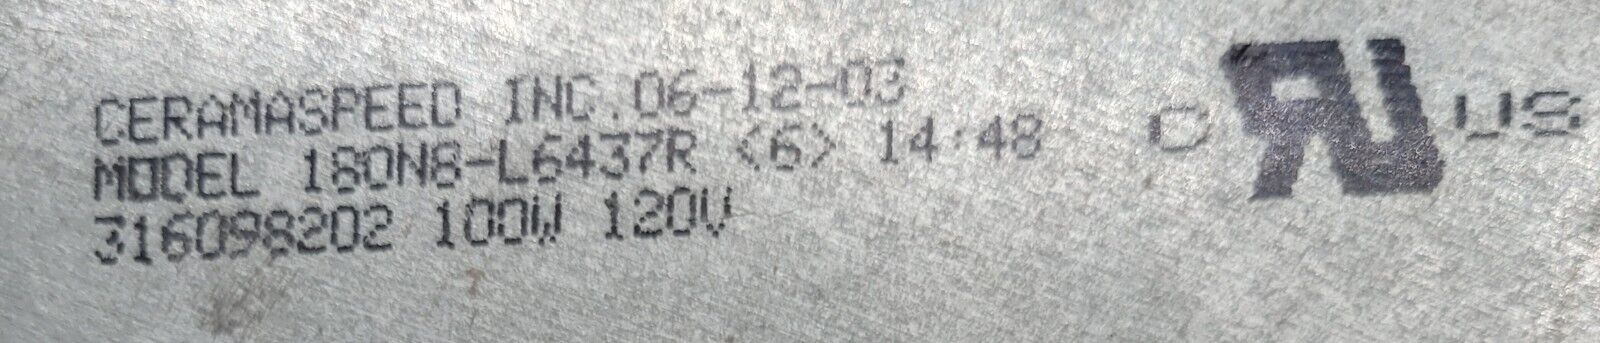 CERAMASPEED INC. 06-12-03
MODEL 180N8-L6437R <6> 14:48
316098202 100W 120V
C RU US